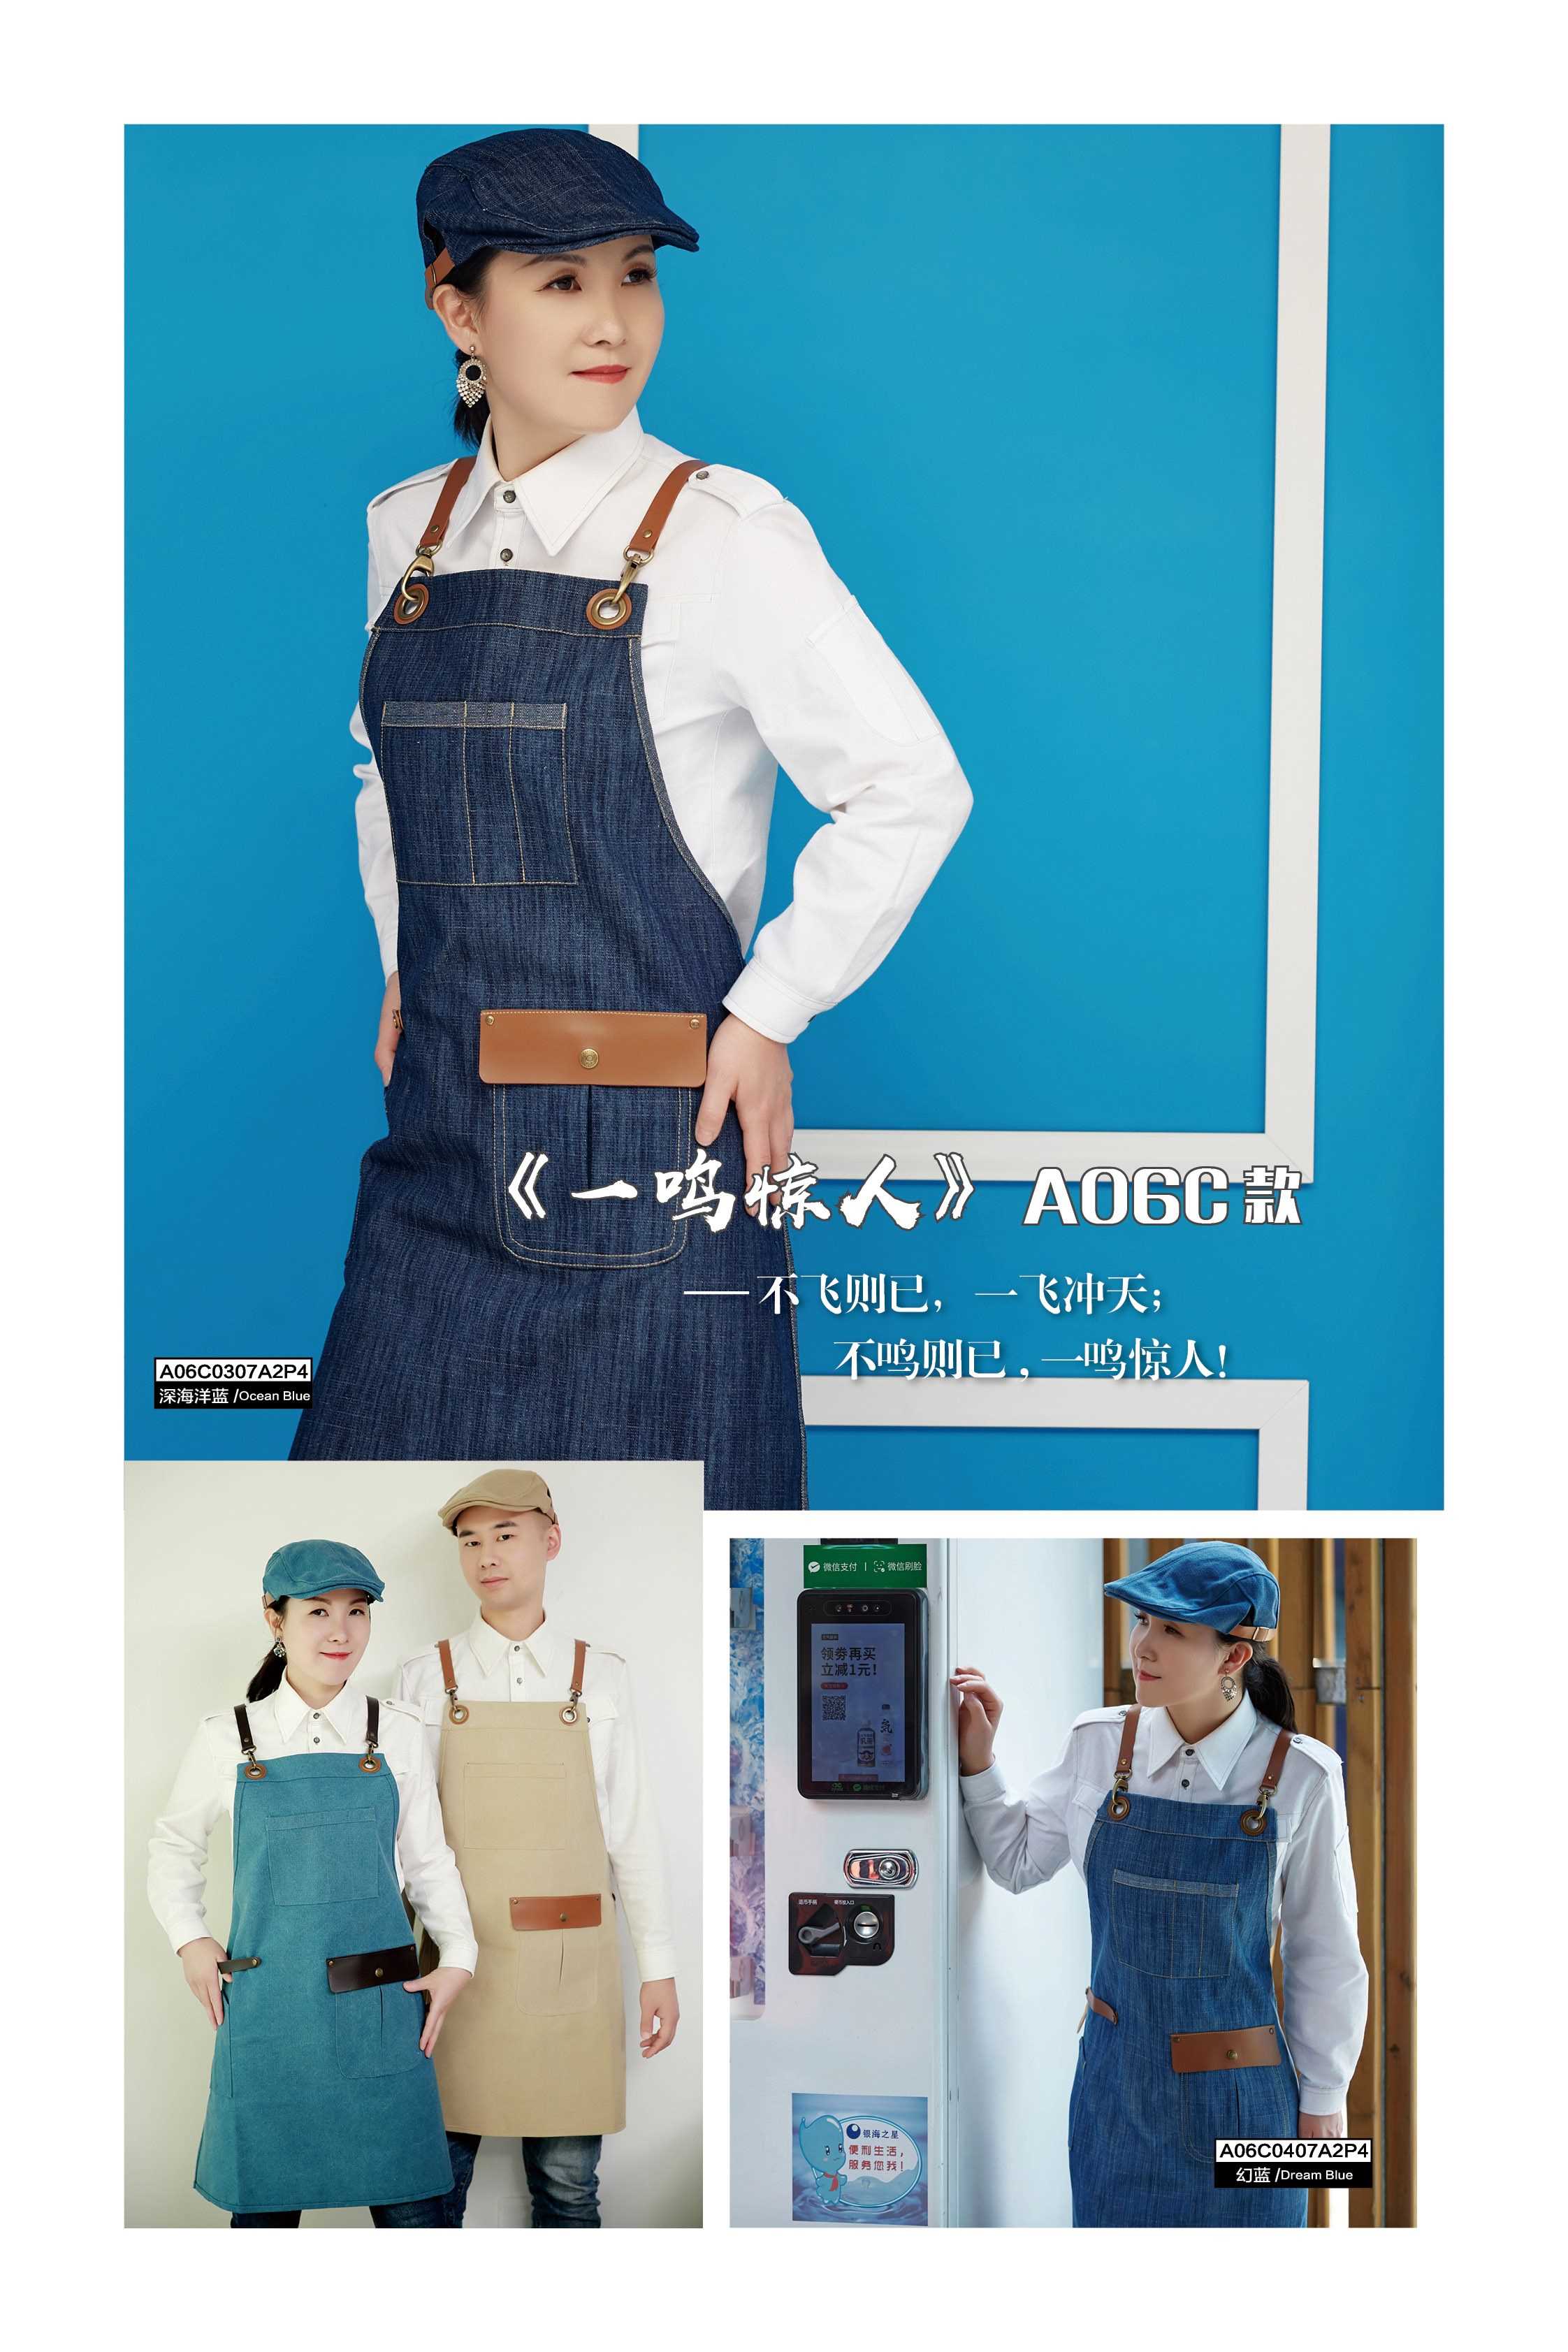 《一鸣惊人》A06C款
——不飞则已，一飞冲天；
不鸣则已，一鸣惊人！
A06C0307A2P4
深海洋蓝/Ocean Blue
微信支付 | 微信刷脸
领券再买
立减1元！
银海之星
便利生活，
服务您我！
A06C0407A2P4
幻蓝/Dream Blue